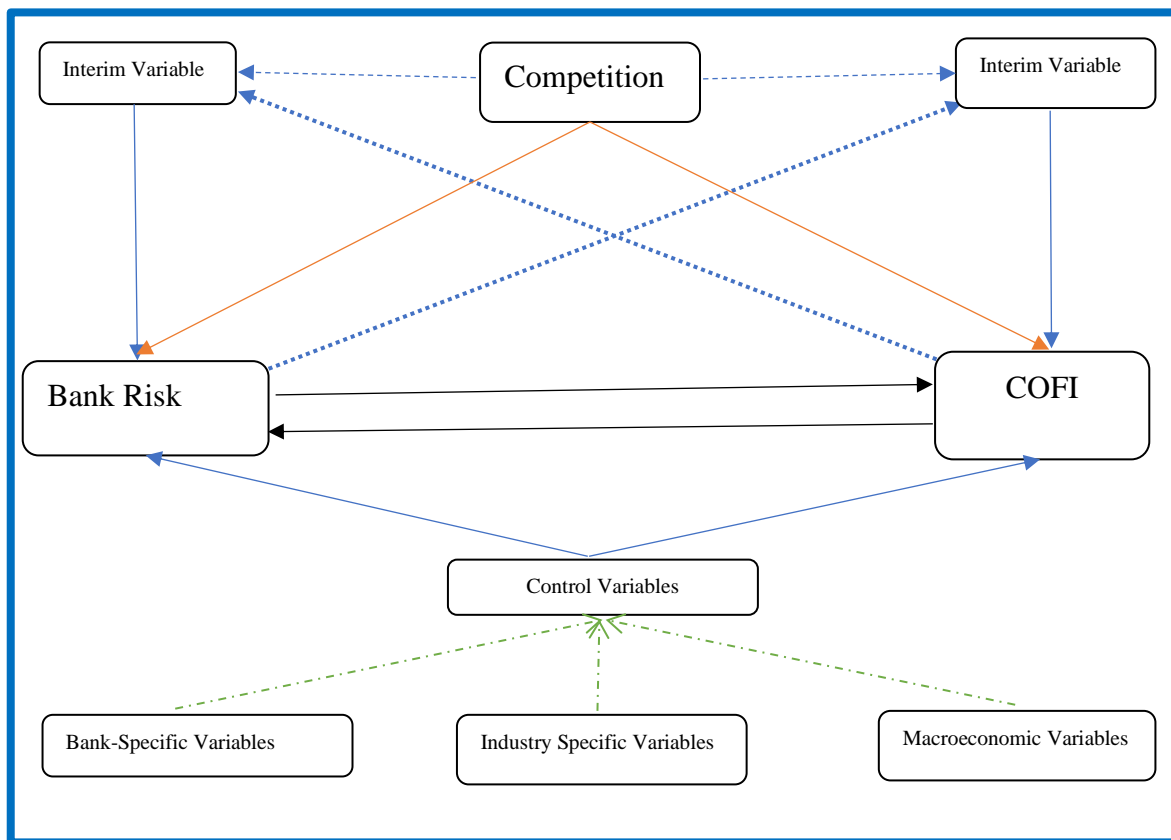 Interim Variable
Competition
Interim Variable
Bank Risk
COFI
Control Variables
Bank-Specific Variables
Industry Specific Variables
Macroeconomic Variables